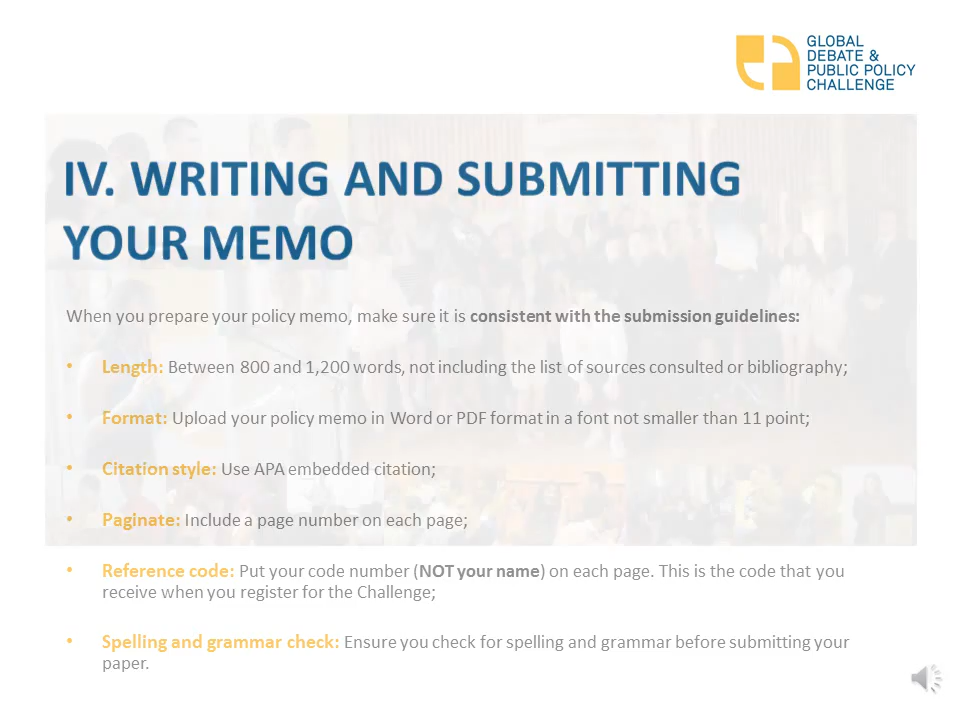 GLOBAL
DEBATE &
PUBLIC POLICY
CHALLENGE
IV. WRITING AND SUBMITTING
YOUR MEMO
When you prepare your policy memo, make sure it is consistent with the submission guidelines:
• Length: Between 800 and 1,200 words, not including the list of sources consulted or bibliography;
• Format: Upload your policy memo in Word or PDF format in a font not smaller than 11 point;
• Citation style: Use APA embedded citation;
• Paginate: Include a page number on each page;
• Reference code: Put your code number (NOT your name) on each page. This is the code that you
receive when you register for the Challenge;
• Spelling and grammar check: Ensure you check for spelling and grammar before submitting your
paper.